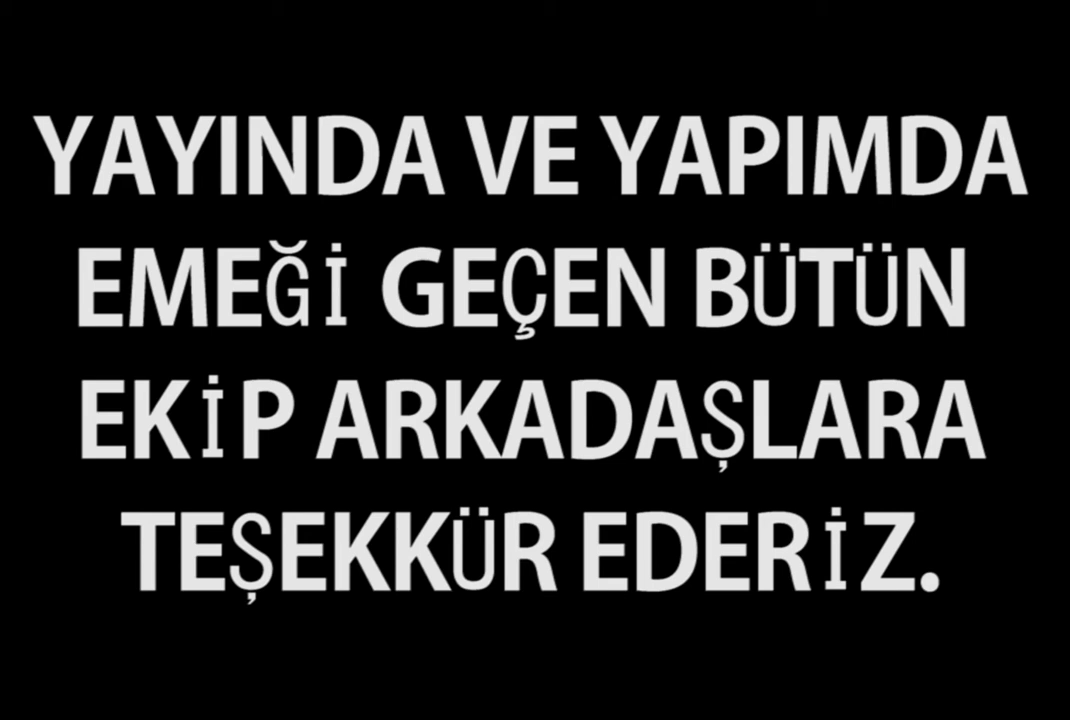 YAYINDA VE YAPIMDA
EMEĞİ GEÇEN BÜTÜN
EKİP ARKADAŞLARA
TEŞEKKÜR EDERİZ.